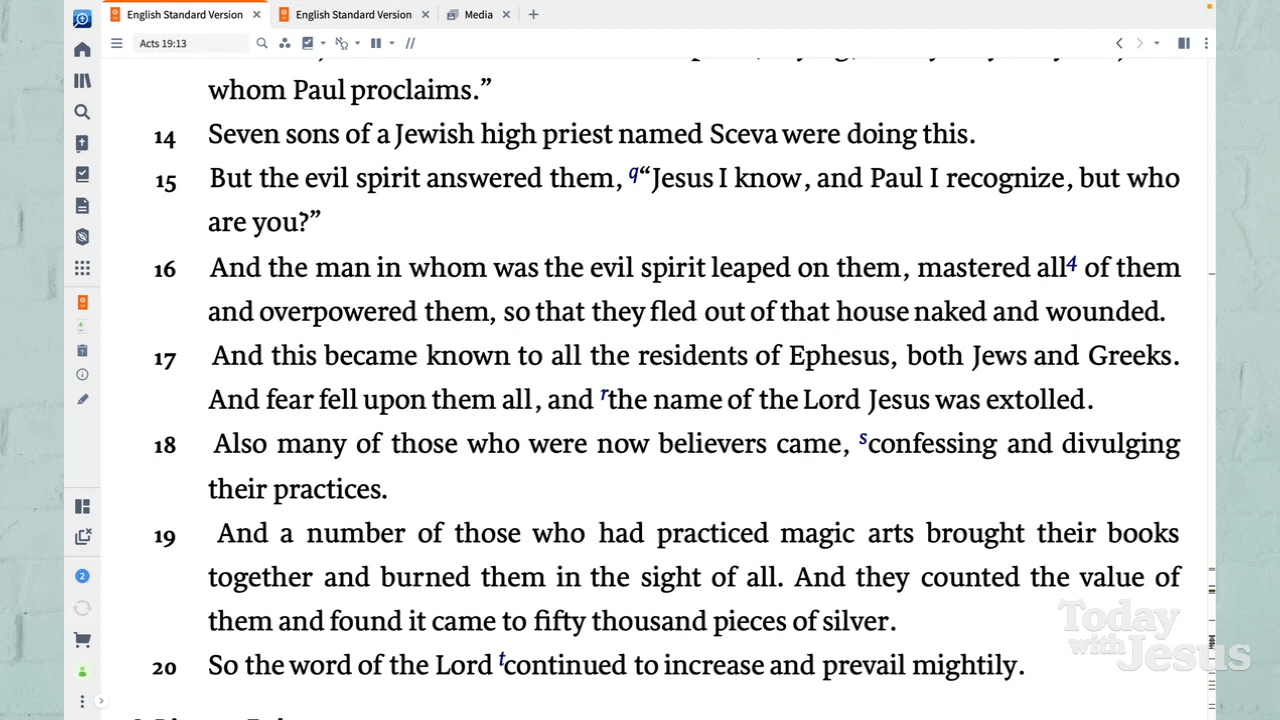 English Standard Version
English Standard Version
Media
Acts 19:13
whom Paul proclaims.”
14 Seven sons of a Jewish high priest named Sceva were doing this.
15 But the evil spirit answered them, q“Jesus I know, and Paul I recognize, but who
are you?”
16 And the man in whom was the evil spirit leaped on them, mastered all4 of them
and overpowered them, so that they fled out of that house naked and wounded.
17 And this became known to all the residents of Ephesus, both Jews and Greeks.
And fear fell upon them all, and rthe name of the Lord Jesus was extolled.
18 Also many of those who were now believers came, sconfessing and divulging
their practices.
19 And a number of those who had practiced magic arts brought their books
together and burned them in the sight of all. And they counted the value of
them and found it came to fifty thousand pieces of silver.
20 So the word of the Lord tcontinued to increase and prevail mightily.
2
Today
with Jesus